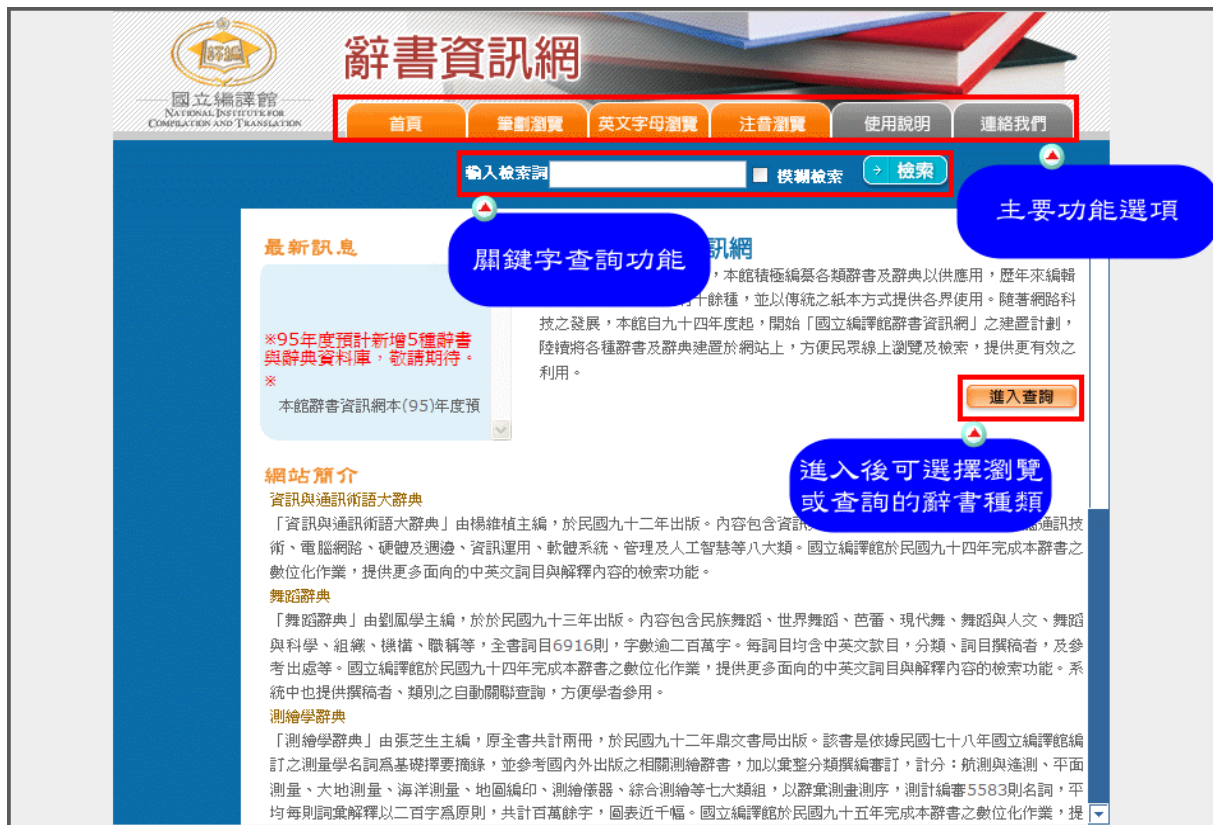 國立編譯館
NATIONAL INSTITUTE FOR
COMPILATION AND TRANSLATION
辭書資訊網
首頁 筆劃瀏覽 英文字母瀏覽 注音瀏覽 使用說明 連絡我們
輸入檢索詞 模糊檢索 檢索
主要功能選項
關鍵字查詢功能
最新訊息
訊網
,本館積極編纂各類辭書及辭典以供應用,歷年來編輯
十餘種,並以傳統之紙本方式提供各界使用。隨著網路科
技之發展,本館自九十四年度起,開始「國立編譯館辭書資訊網」之建置計劃,
陸續將各種辭書及辭典建置於網站上,方便民眾線上瀏覽及檢索,提供更有效之
利用。
※95年度預計新增5種辭書
與辭典資料庫,敬請期待。
※
本館辭書資訊網本(95)年度預
進入查詢
進入後可選擇瀏覽
或查詢的辭書種類
網站簡介
資訊與通訊術語大辭典
「資訊與通訊術語大辭典」由楊維楨主編,於民國九十二年出版。內容包含資訊 通訊技
術、電腦網路、硬體及週邊、資訊運用、軟體系統、管理及人工智慧等八大類。國立編譯館於民國九十四年完成本辭書之
數位化作業,提供更多面向的中英文詞目與解釋內容的檢索功能。
舞蹈辭典
「舞蹈辭典」由劉鳳學主編,於於民國九十三年出版。內容包含民族舞蹈、世界舞蹈、芭蕾、現代舞、舞蹈與人文、舞蹈
與科學、組織、機構、職稱等,全書詞目6916則,字數逾二百萬字。每詞目均含中英文款目,分類、詞目撰稿者,及參
考出處等。國立編譯館於民國九十四年完成本辭書之數位化作業,提供更多面向的中英文詞目與解釋內容的檢索功能。系
統中也提供撰稿者、類別之自動關聯查詢,方便學者參用。
測繪學辭典
「測繪學辭典」由張芝生主編,原全書共計兩冊,於民國九十二年鼎文書局出版。該書是依據民國七十八年國立編譯館編
訂之測量學名詞為基礎擇要摘錄,並參考國內外出版之相關測繪辭書,加以彙整分類撰編審訂,計分:航測與遙測、平面
測量、大地測量、海洋測量、地圖編印、測繪儀器、綜合測繪等七大類組,以辭彙測畫測序,測計編審5583則名詞,平
均每則詞彙解釋以二百字為原則,共計百萬餘字,圖表近千幅。國立編譯館於民國九十五年完成本辭書之數位化作業,提